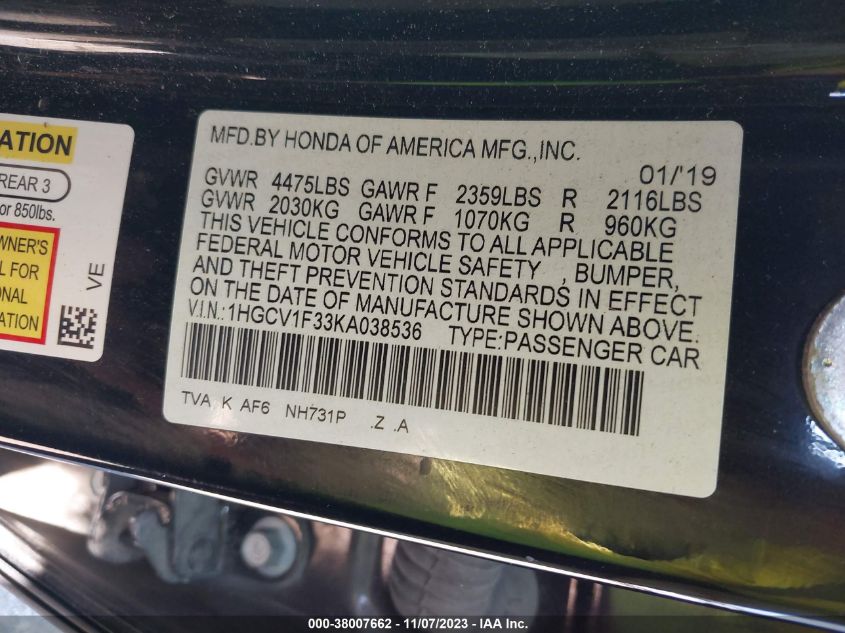 ATION
REAR 3
or 850lbs.
WNER'S
L FOR
ONAL
ATION
VE
MFD.BY HONDA OF AMERICA MFG.,INC.
01/'19
GVWR 4475LBS GAWR F 2359LBS R 2116LBS
GVWR 2030KG GAWR F 1070KG R 960KG
THIS VEHICLE CONFORMS TO ALL APPLICABLE
FEDERAL MOTOR VEHICLE SAFETY , BUMPER,
AND THEFT PREVENTION STANDARDS IN EFFECT
ON THE DATE OF MANUFACTURE SHOWN ABOVE.
V.I.N.:1HGCV1F33KA038536 TYPE:PASSENGER CAR
TVA K AF6 NH731P .Z .A
000-38007662 - 11/07/2023 - IAA Inc.